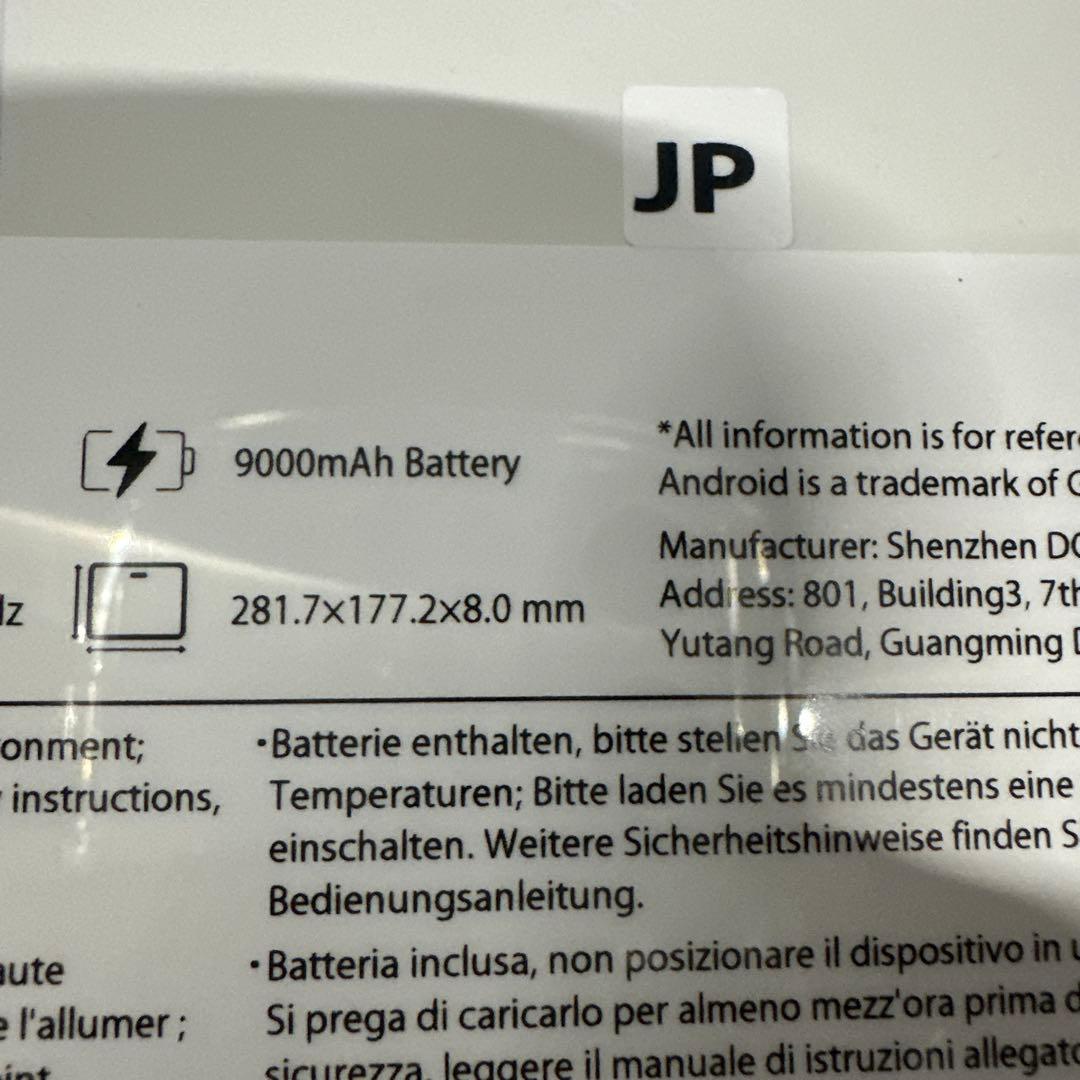 JP
9000mAh Battery
281.7×177.2×8.0 mm
*All information is for refer
Android is a trademark of
Manufacturer: Shenzhen
Address: 801, Building3, 7th
Yutang Road, Guangming
onment;
instructions,
·Batterie enthalten, bitte stellen Sie das Gerät nicht
Temperaturen; Bitte laden Sie es mindestens eine
einschalten. Weitere Sicherheitshinweise finden S
Bedienungsanleitung.
aute
e l'allumer ;
·Batteria inclusa, non posizionare il dispositivo in u
Si prega di caricarlo per almeno mezz'ora prima d
sicurezza, leggere il manuale di istruzioni allegato